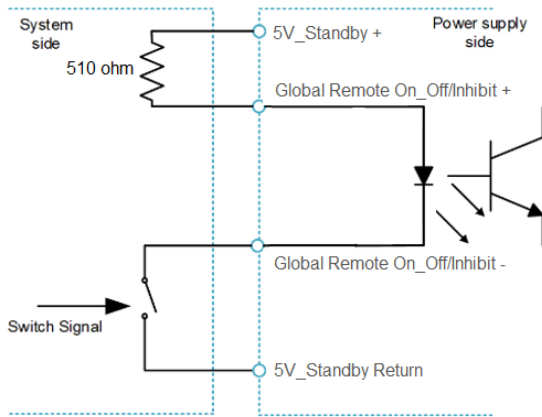 System
side
Power supply
side
5V_Standby +
510 ohm
Global Remote On_Off/Inhibit +
Global Remote On_Off/Inhibit -
Switch Signal
5V_Standby Return